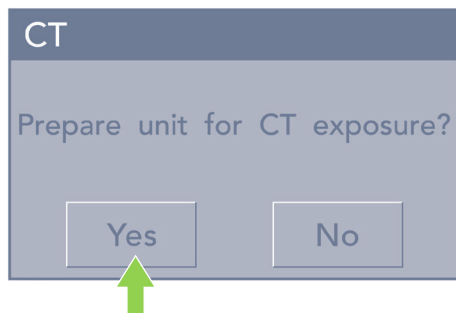 CT
Prepare unit for CT exposure?
Yes No